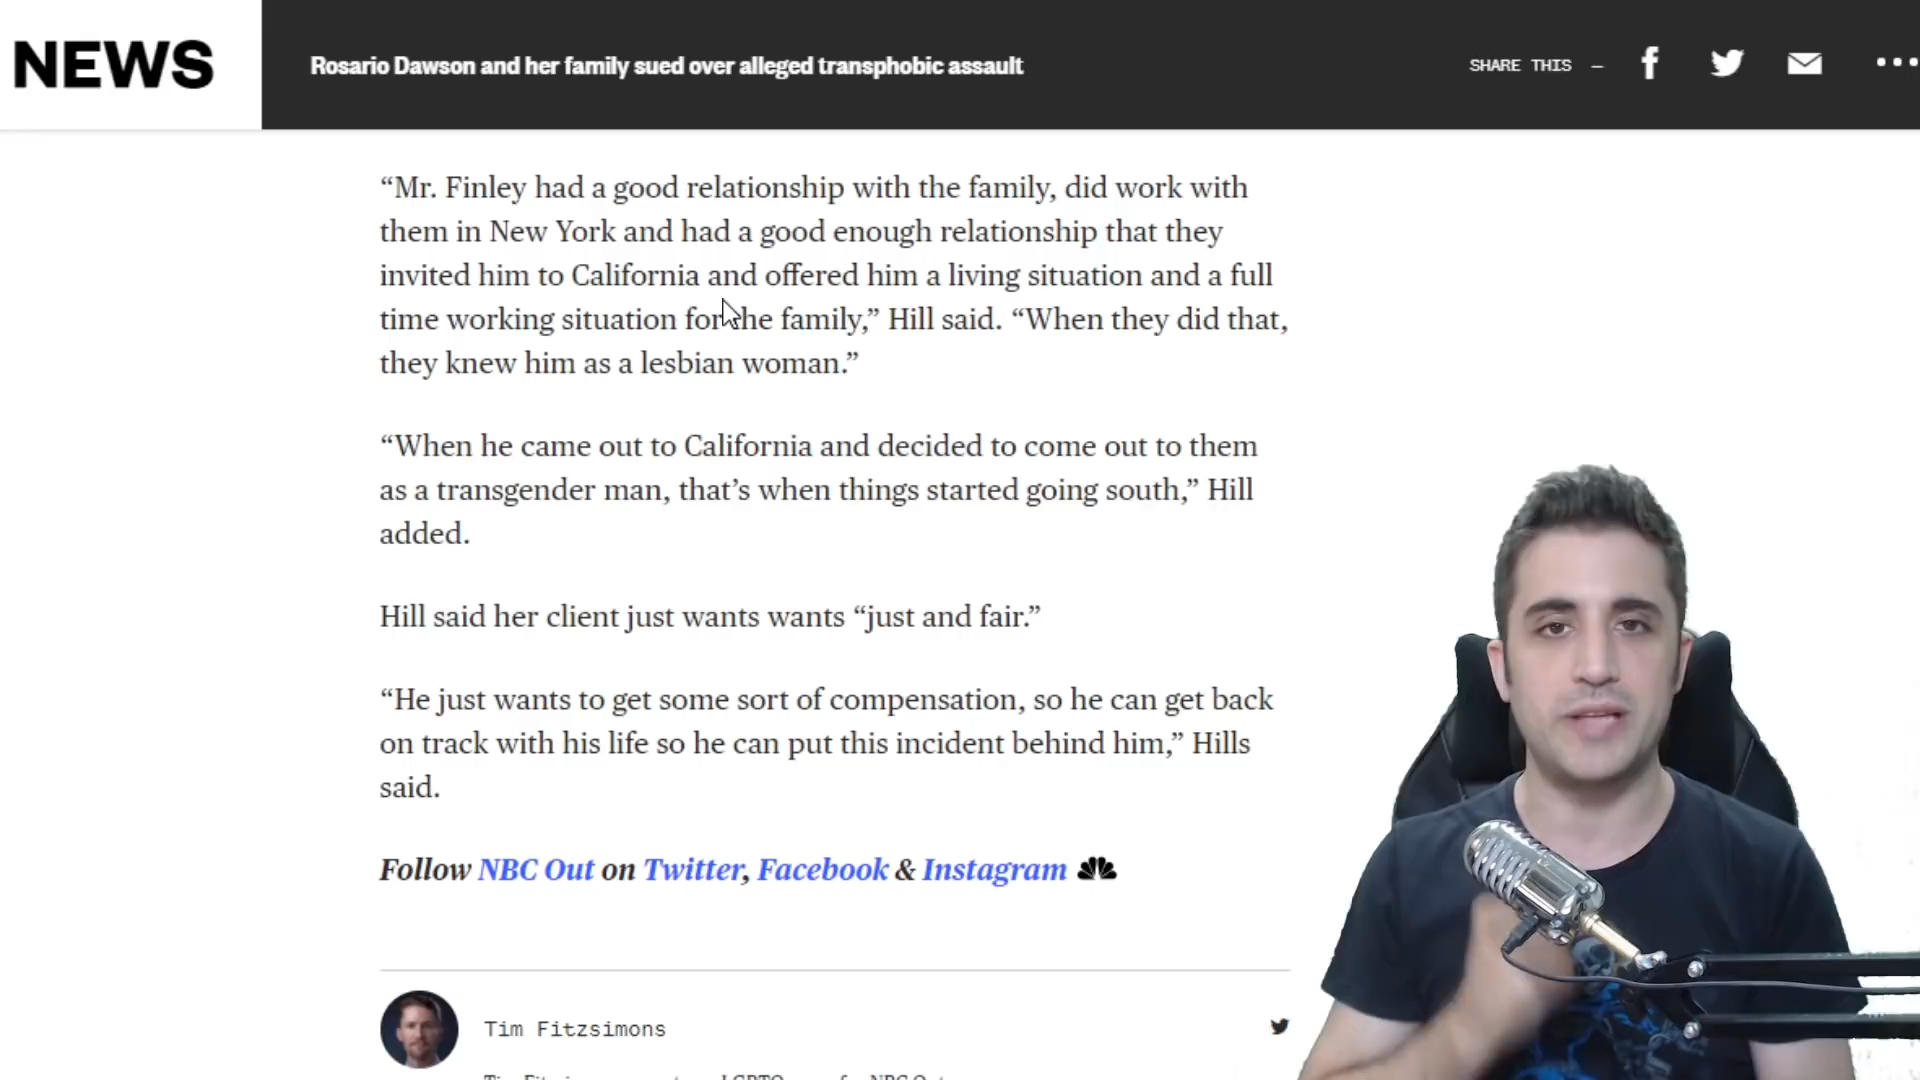 NEWS
Rosario Dawson and her family sued over alleged transphobic assault
SHARE THIS —
“Mr. Finley had a good relationship with the family, did work with
them in New York and had a good enough relationship that they
invited him to California and offered him a living situation and a full
time working situation for the family,” Hill said. “When they did that,
they knew him as a lesbian woman.”
“When he came out to California and decided to come out to them
as a transgender man, that’s when things started going south,” Hill
added.
Hill said her client just wants wants “just and fair.”
“He just wants to get some sort of compensation, so he can get back
on track with his life so he can put this incident behind him,” Hills
said.
Follow NBC Out on Twitter, Facebook & Instagram
Tim Fitzsimons